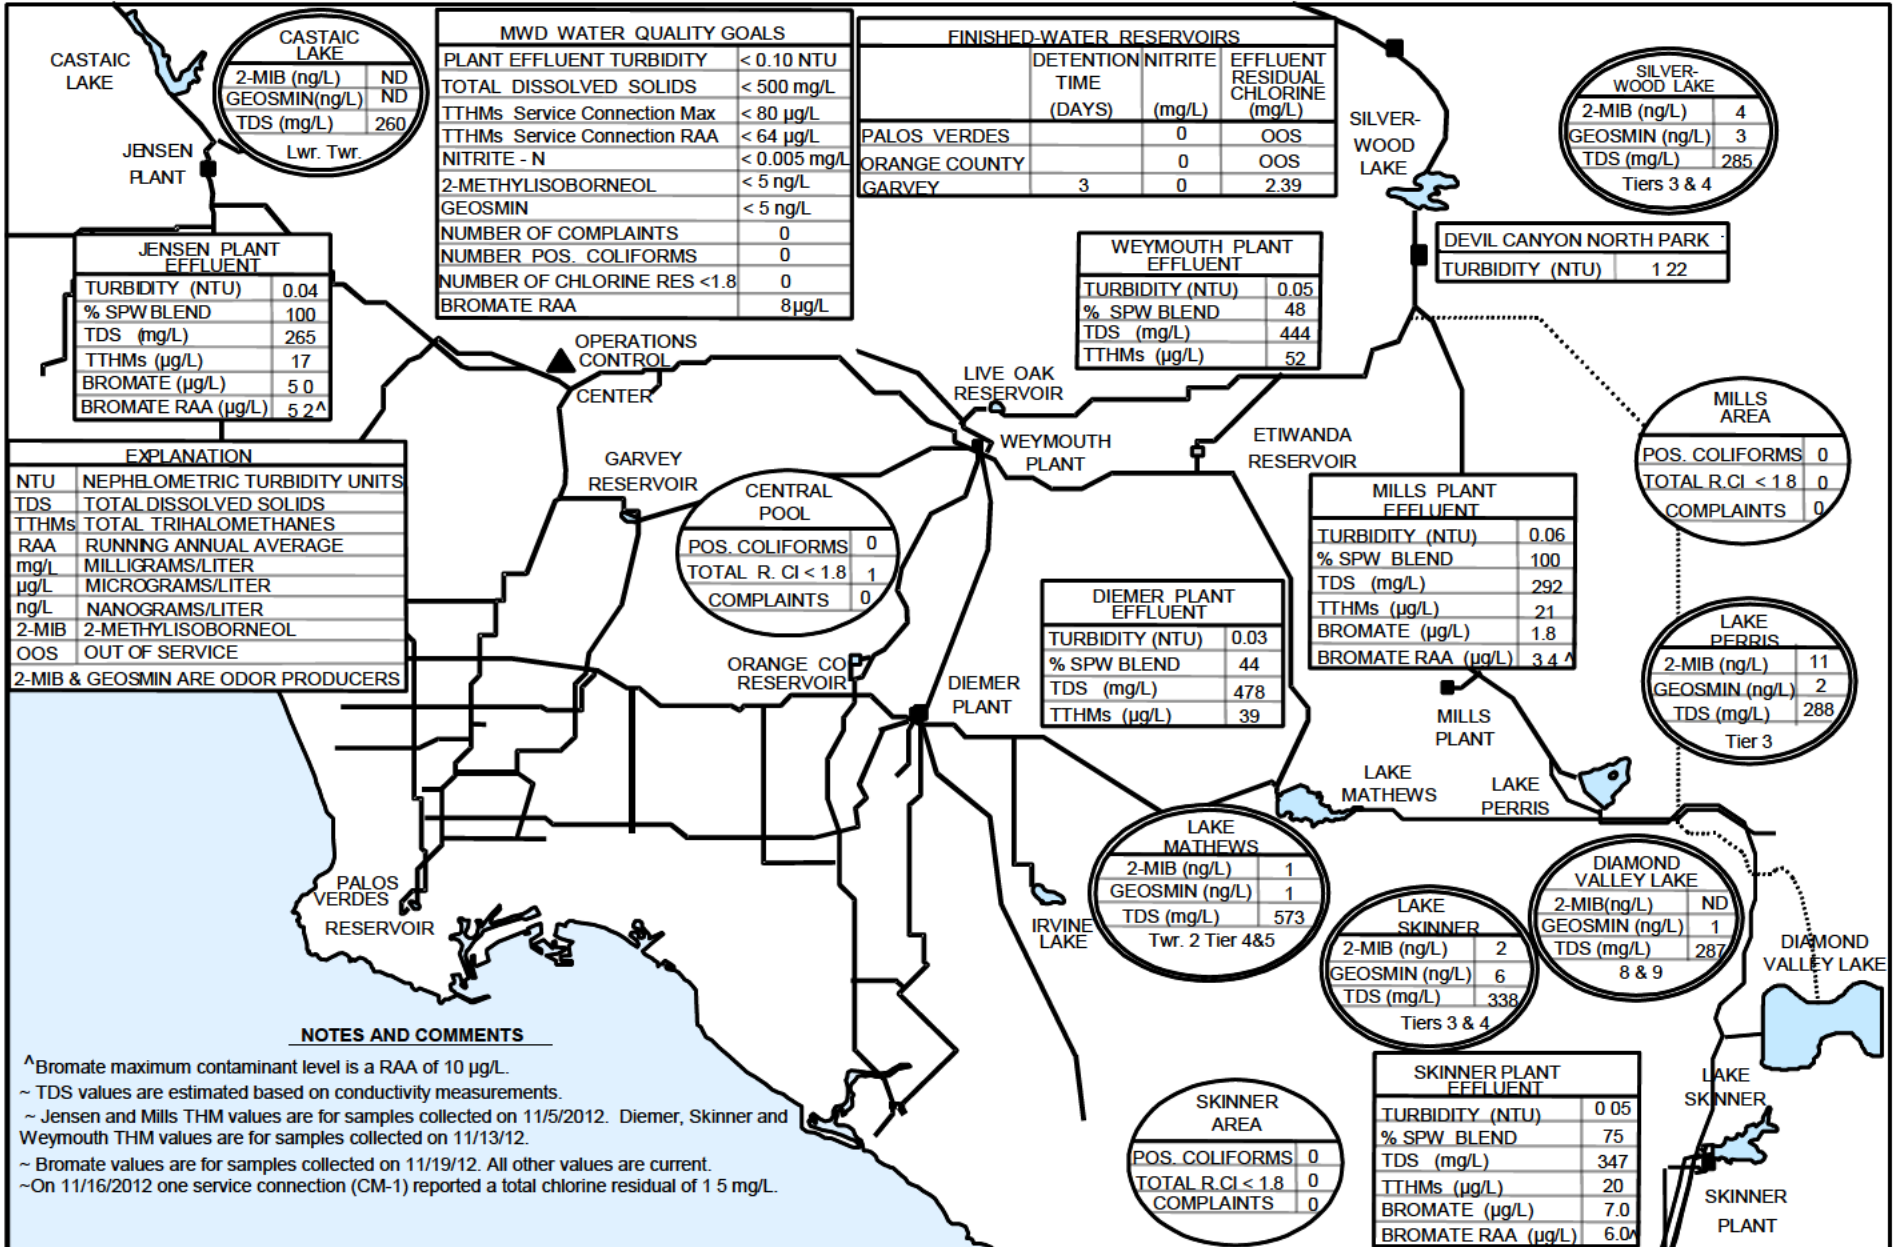 CASTAIC
LAKE
CASTAIC
LAKE
2-MIB (ng/L) ND
GEOSMIN(ng/L) ND
TDS (mg/L) 260
Lwr. Twr.
JENSEN
PLANT
MWD WATER QUALITY GOALS
PLANT EFFLUENT TURBIDITY < 0.10 NTU
TOTAL DISSOLVED SOLIDS < 500 mg/L
TTHMs Service Connection Max < 80 µg/L
TTHMs Service Connection RAA < 64 µg/L
NITRITE - N < 0.005 mg/L
2-METHYLISOBORNEOL < 5 ng/L
GEOSMIN < 5 ng/L
NUMBER OF COMPLAINTS 0
NUMBER POS. COLIFORMS 0
NUMBER OF CHLORINE RES <1.8 0
BROMATE RAA 8µg/L
FINISHED-WATER RESERVOIRS
DETENTION NITRITE EFFLUENT
TIME RESIDUAL
CHLORINE
(DAYS) (mg/L) (mg/L)
PALOS VERDES 0 OOS
ORANGE COUNTY 0 OOS
GARVEY 3 0 2.39
SILVER-
WOOD
LAKE
SILVER-
WOOD LAKE
2-MIB (ng/L) 4
GEOSMIN (ng/L) 3
TDS (mg/L) 285
Tiers 3 & 4
DEVIL CANYON NORTH PARK
TURBIDITY (NTU) 1 22
JENSEN PLANT
EFFLUENT
TURBIDITY (NTU) 0.04
% SPW BLEND 100
TDS (mg/L) 265
TTHMs (µg/L) 17
BROMATE (µg/L) 5 0
BROMATE RAA (µg/L) 5 2^
WEYMOUTH PLANT
EFFLUENT
TURBIDITY (NTU) 0.05
% SPW BLEND 48
TDS (mg/L) 444
TTHMs (µg/L) 52
OPERATIONS
CONTROL
CENTER
LIVE OAK
RESERVOIR
WEYMOUTH
PLANT
ETIWANDA
RESERVOIR
MILLS
AREA
POS. COLIFORMS 0
TOTAL R.Cl < 1 8 0
COMPLAINTS 0
EXPLANATION
NTU NEPHELOMETRIC TURBIDITY UNITS
TDS TOTAL DISSOLVED SOLIDS
TTHMs TOTAL TRIHALOMETHANES
RAA RUNNING ANNUAL AVERAGE
mg/L MILLIGRAMS/LITER
µg/L MICROGRAMS/LITER
ng/L NANOGRAMS/LITER
2-MIB 2-METHYLISOBORNEOL
OOS OUT OF SERVICE
2-MIB & GEOSMIN ARE ODOR PRODUCERS
GARVEY
RESERVOIR
CENTRAL
POOL
POS. COLIFORMS 0
TOTAL R. Cl < 1.8 1
COMPLAINTS 0
MILLS PLANT
EFFLUENT
TURBIDITY (NTU) 0.06
% SPW BLEND 100
TDS (mg/L) 292
TTHMs (µg/L) 21
BROMATE (µg/L) 1.8
BROMATE RAA (µg/L) 3 4 ^
DIEMER PLANT
EFFLUENT
TURBIDITY (NTU) 0.03
% SPW BLEND 44
TDS (mg/L) 478
TTHMs (µg/L) 39
LAKE
PERRIS
2-MIB (ng/L) 11
GEOSMIN (ng/L) 2
TDS (mg/L) 288
Tier 3
ORANGE CO
RESERVOIR
DIEMER
PLANT
MILLS
PLANT
LAKE
MATHEWS
LAKE
PERRIS
LAKE
MATHEWS
2-MIB (ng/L) 1
GEOSMIN (ng/L) 1
TDS (mg/L) 573
Twr. 2 Tier 4&5
DIAMOND
VALLEY LAKE
2-MIB(ng/L) ND
GEOSMIN (ng/L) 1
TDS (mg/L) 287
8 & 9
LAKE
SKINNER
2-MIB (ng/L) 2
GEOSMIN (ng/L) 6
TDS (mg/L) 338
Tiers 3 & 4
PALOS
VERDES
RESERVOIR
IRVINE
LAKE
DIAMOND
VALLEY LAKE
NOTES AND COMMENTS
^Bromate maximum contaminant level is a RAA of 10 µg/L.
~ TDS values are estimated based on conductivity measurements.
~ Jensen and Mills THM values are for samples collected on 11/5/2012. Diemer, Skinner and
Weymouth THM values are for samples collected on 11/13/12.
~ Bromate values are for samples collected on 11/19/12. All other values are current.
~On 11/16/2012 one service connection (CM-1) reported a total chlorine residual of 1 5 mg/L.
SKINNER
AREA
POS. COLIFORMS 0
TOTAL R.Cl < 1.8 0
COMPLAINTS 0
SKINNER PLANT
EFFLUENT
TURBIDITY (NTU) 0 05
% SPW BLEND 75
TDS (mg/L) 347
TTHMs (µg/L) 20
BROMATE (µg/L) 7.0
BROMATE RAA (µg/L) 6.0^
LAKE
SKINNER
SKINNER
PLANT